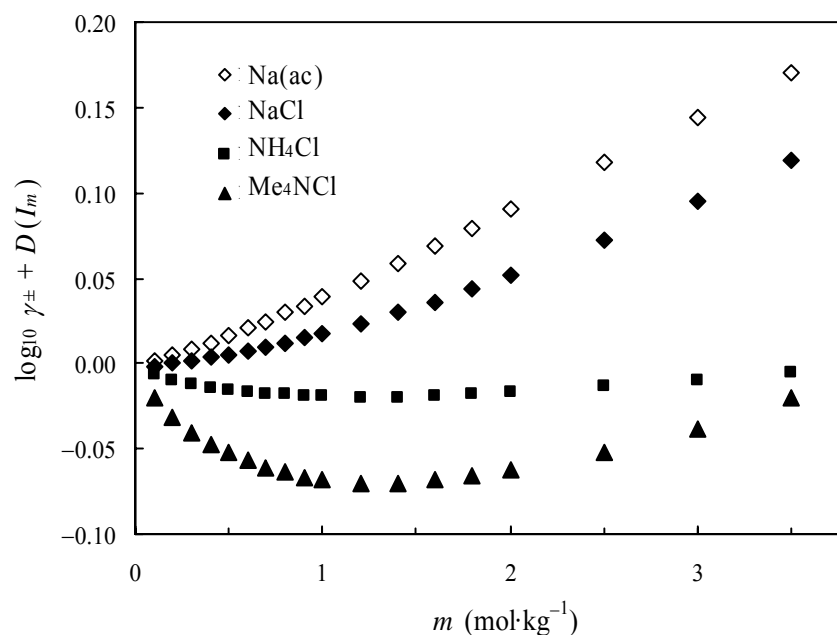 0.20
0.15
0.10
0.05
0.00
−0.05
−0.10
log₁₀ γ± + D(Iₘ)
Na(ac)
NaCl
NH₄Cl
Me₄NCl
0 1 2 3
m (mol·kg⁻¹)